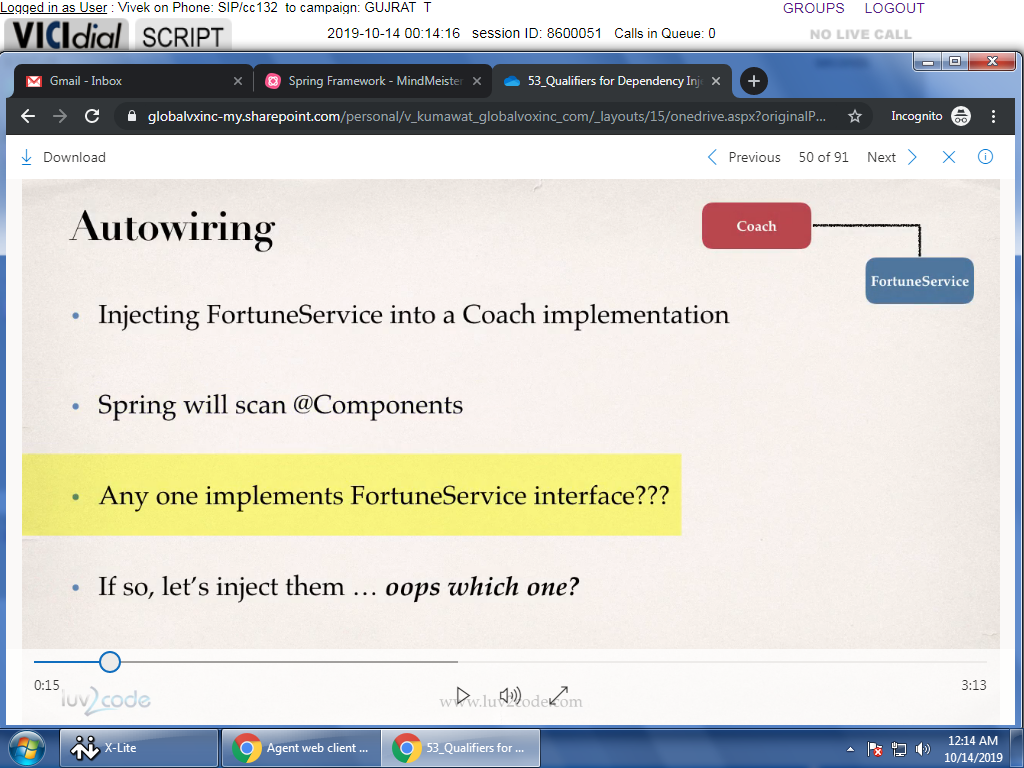 Logged in as User : Vivek on Phone: SIP/cc132 to campaign: GUJRAT_T
GROUPS LOGOUT
VICIdial SCRIPT 2019-10-14 00:14:16 session ID: 8600051 Calls in Queue: 0 NO LIVE CALL
Gmail - Inbox Spring Framework - MindMeister 53_Qualifiers for Dependency Inj
globalvxinc-my.sharepoint.com/personal/v_kumawat_globalvoxinc_com/_layouts/15/onedrive.aspx?originalP... Incognito
Download Previous 50 of 91 Next
Autowiring
Coach
FortuneService
• Injecting FortuneService into a Coach implementation
• Spring will scan @Components
• Any one implements FortuneService interface???
• If so, let's inject them … oops which one?
0:15 3:13
luv2code www.luv2code.com
X-Lite Agent web client ... 53_Qualifiers for ...
12:14 AM
10/14/2019